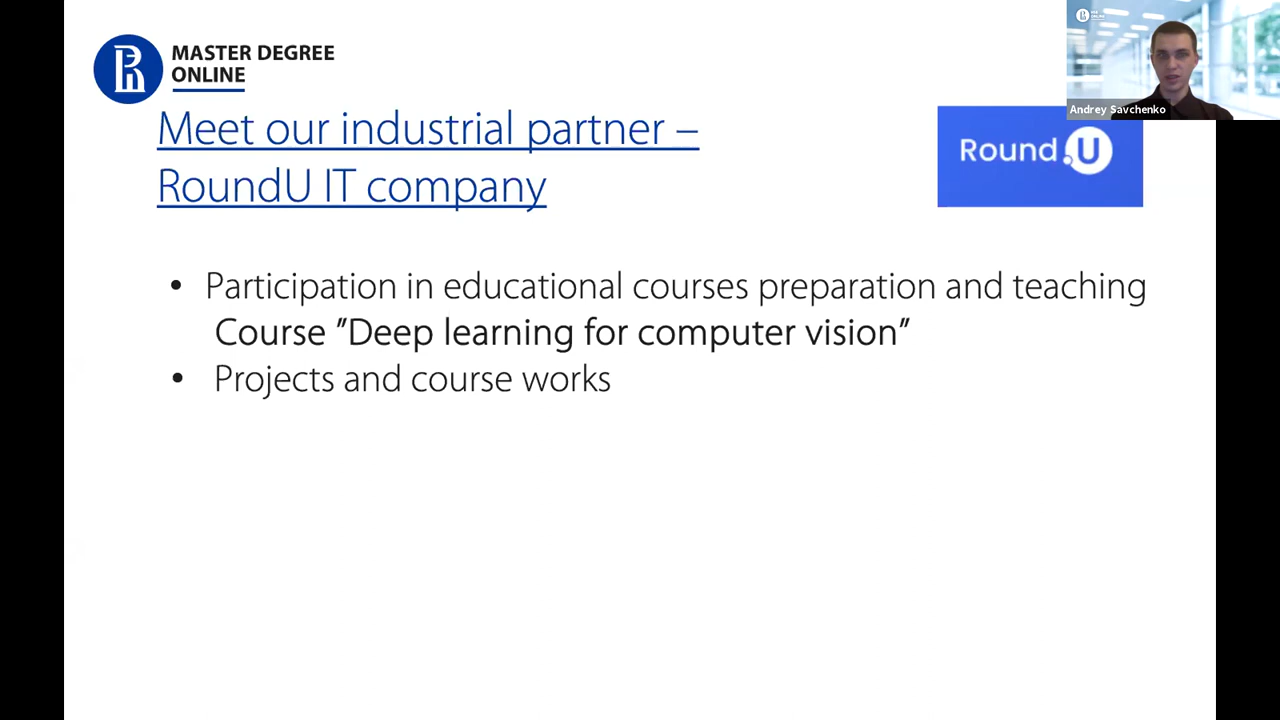 MASTER DEGREE
ONLINE
Andrey Savchenko
Meet our industrial partner –
RoundU IT company
Round.U
• Participation in educational courses preparation and teaching
Course ”Deep learning for computer vision”
• Projects and course works